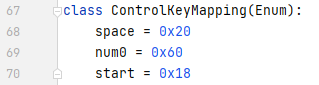 67 class ControlKeyMapping(Enum):
68     space = 0x20
69     num0 = 0x60
70     start = 0x18